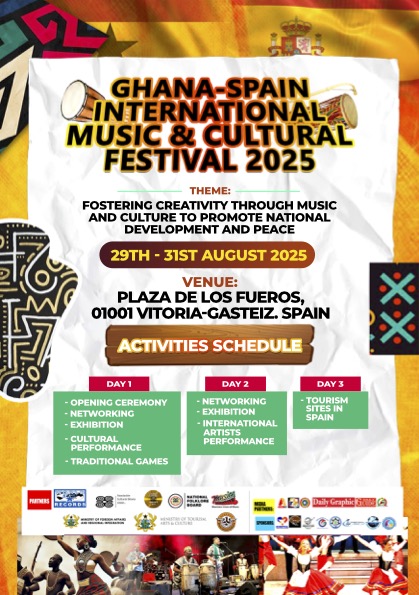 GHANA-SPAIN
INTERNATIONAL
MUSIC & CULTURAL
FESTIVAL 2025
THEME:
FOSTERING CREATIVITY THROUGH MUSIC
AND CULTURE TO PROMOTE NATIONAL
DEVELOPMENT AND PEACE
29TH - 31ST AUGUST 2025
VENUE:
PLAZA DE LOS FUEROS,
01001 VITORIA-GASTEIZ. SPAIN
ACTIVITIES SCHEDULE
DAY 1
- OPENING CEREMONY
- NETWORKING
- EXHIBITION
- CULTURAL
PERFORMANCE
- TRADITIONAL GAMES
DAY 2
- NETWORKING
- EXHIBITION
- INTERNATIONAL
ARTISTS
PERFORMANCE
DAY 3
- TOURISM
SITES IN
SPAIN
PARTNERS
RECORDS
NATIONAL
FOLKLORE
BOARD
MINISTRY OF FOREIGN AFFAIRS
AND REGIONAL INTEGRATION
MINISTRY OF TOURISM,
ARTS & CULTURE
MEDIA
PARTNERS
Daily Graphic
SPONSORS